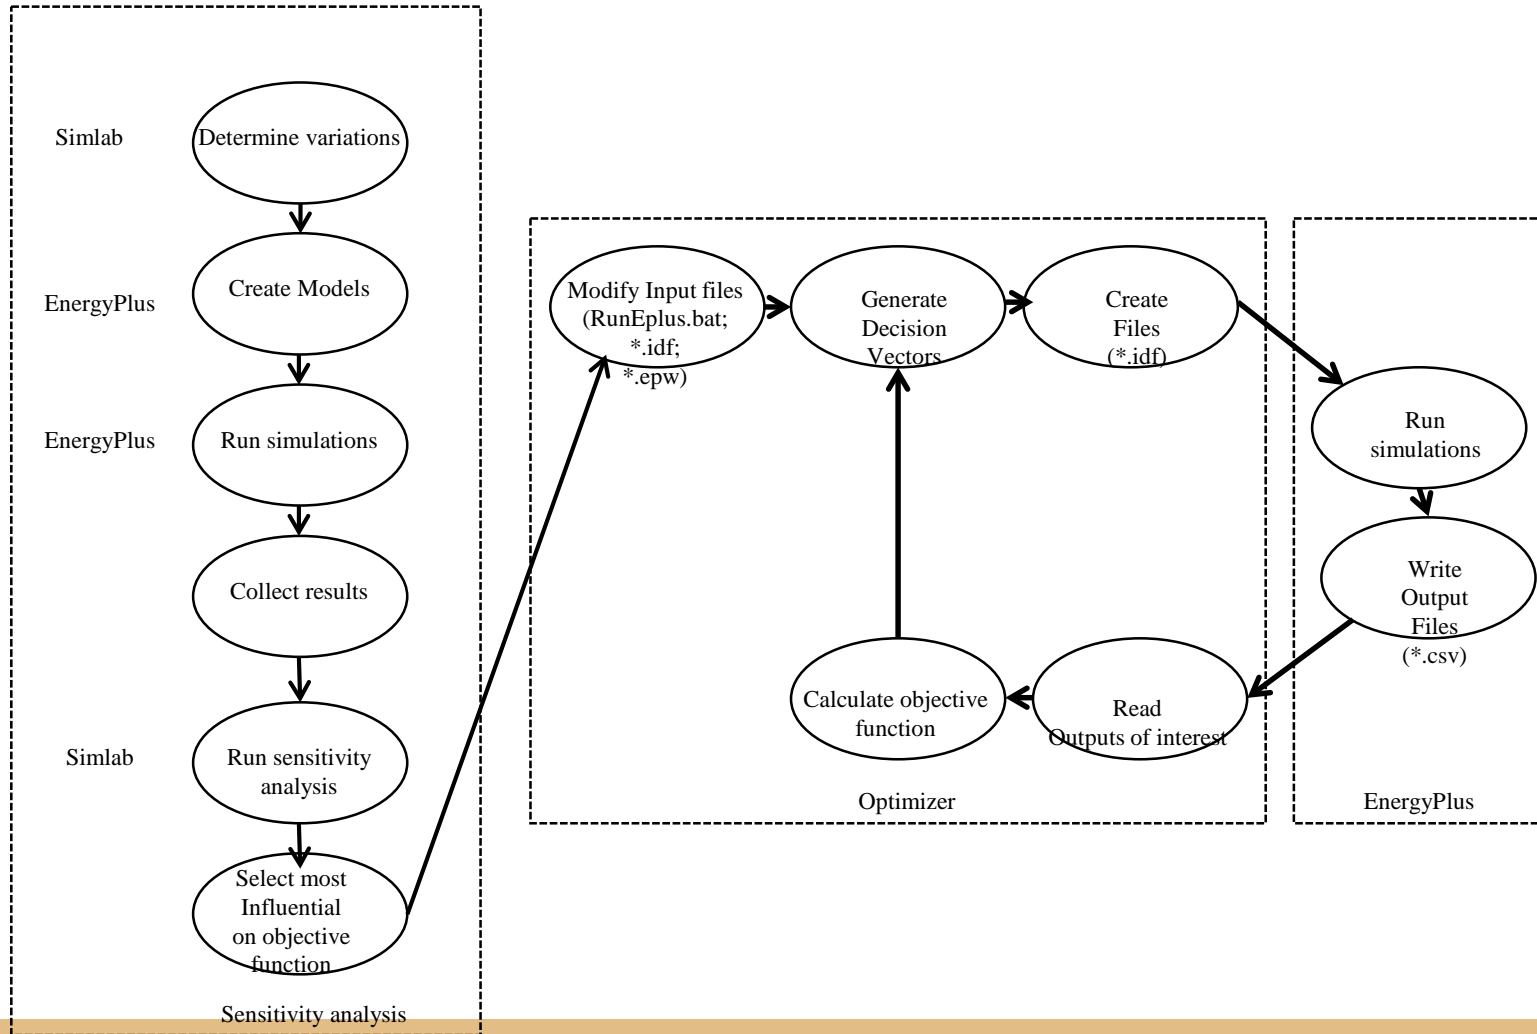 Simlab
Determine variations
EnergyPlus
Create Models
EnergyPlus
Run simulations
Collect results
Simlab
Run sensitivity
analysis
Select most
Influential
on objective
function
Sensitivity analysis
Modify Input files
(RunEplus.bat;
*.idf;
*.epw)
Generate
Decision
Vectors
Create
Files
(*.idf)
Calculate objective
function
Read
Outputs of interest
Optimizer
Run
simulations
Write
Output
Files
(*.csv)
EnergyPlus